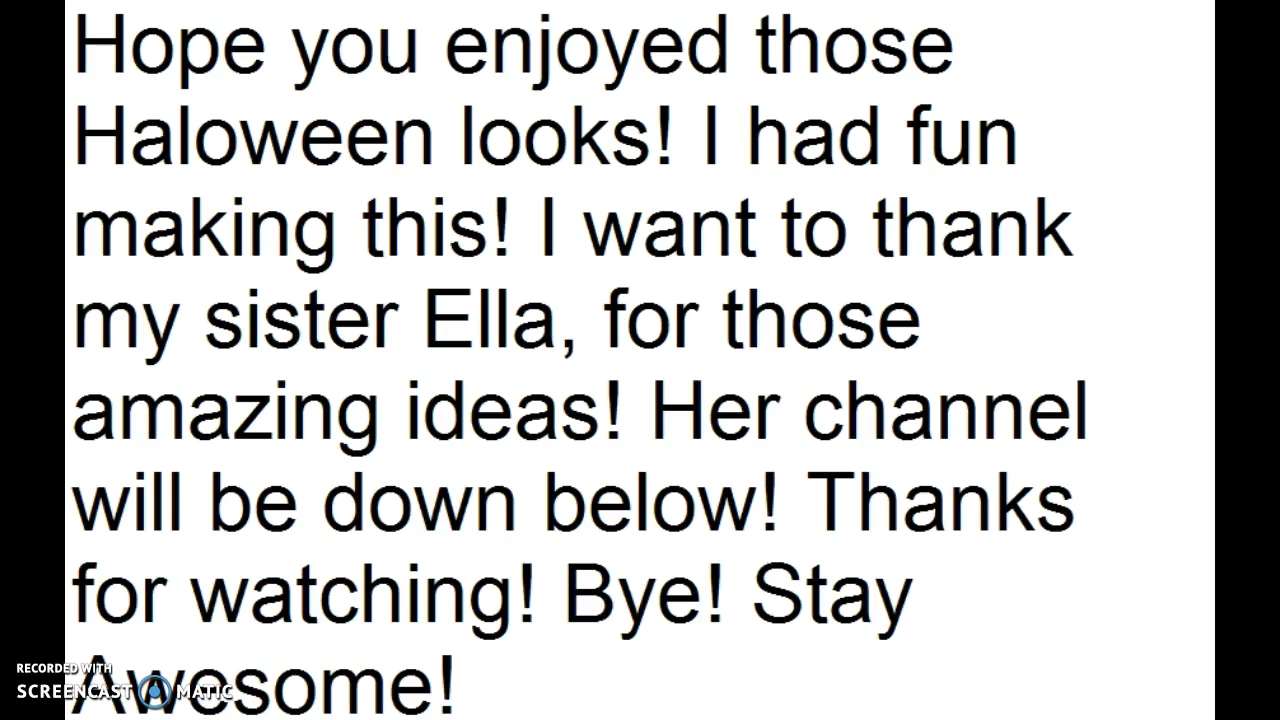 Hope you enjoyed those
Haloween looks! I had fun
making this! I want to thank
my sister Ella, for those
amazing ideas! Her channel
will be down below! Thanks
for watching! Bye! Stay
Awesome!
RECORDED WITH
SCREENCAST MATIC